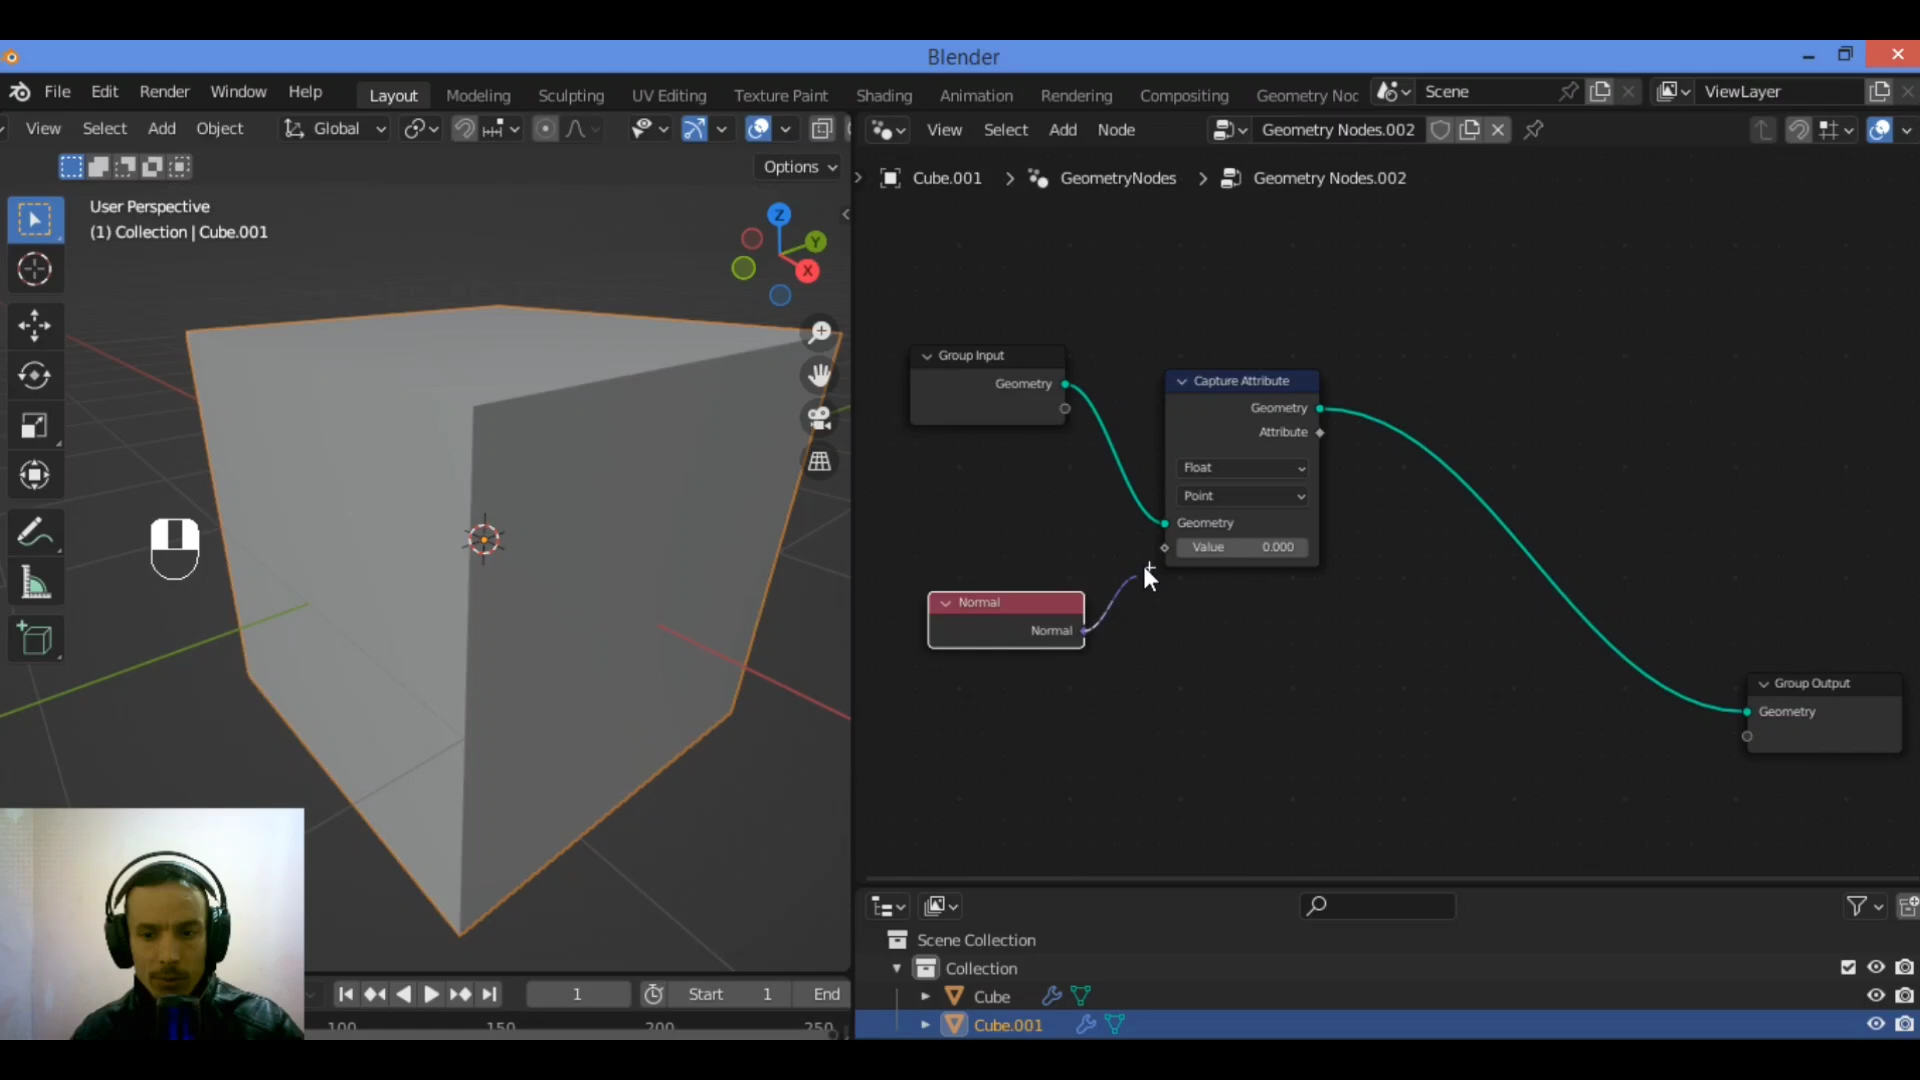 Blender
File Edit Render Window Help Layout Modeling Sculpting UV Editing Texture Paint Shading Animation Rendering Compositing Geometry Noc Scene ViewLayer
View Select Add Object Global
View Select Add Node Geometry Nodes.002
Options
Cube.001 > GeometryNodes > Geometry Nodes.002
User Perspective
(1) Collection | Cube.001
Z
Y
X
Group Input
Geometry
Capture Attribute
Geometry
Attribute
Float
Point
Geometry
Value 0.000
Normal
Normal
Group Output
Geometry
Scene Collection
Collection
Cube
Cube.001
1 Start 1 End
100 150 200 250